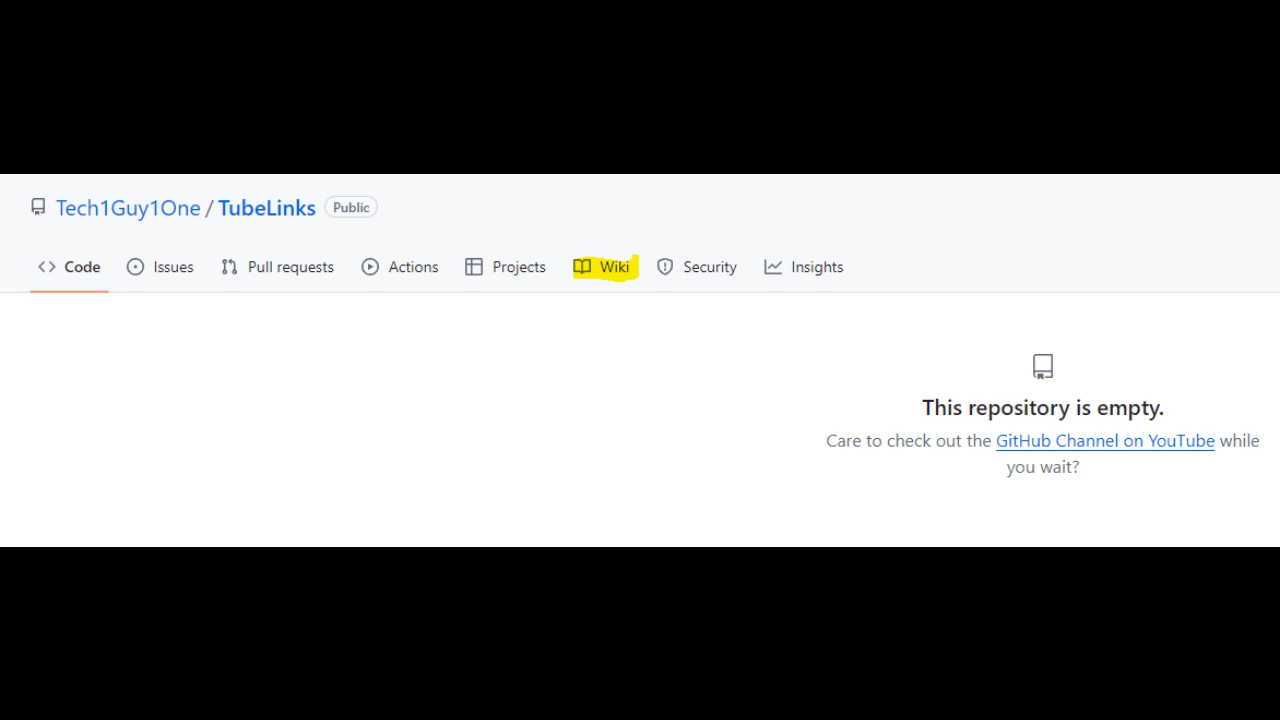 Tech1Guy1One / TubeLinks Public
Code Issues Pull requests Actions Projects Wiki Security Insights
This repository is empty.
Care to check out the GitHub Channel on YouTube while
you wait?